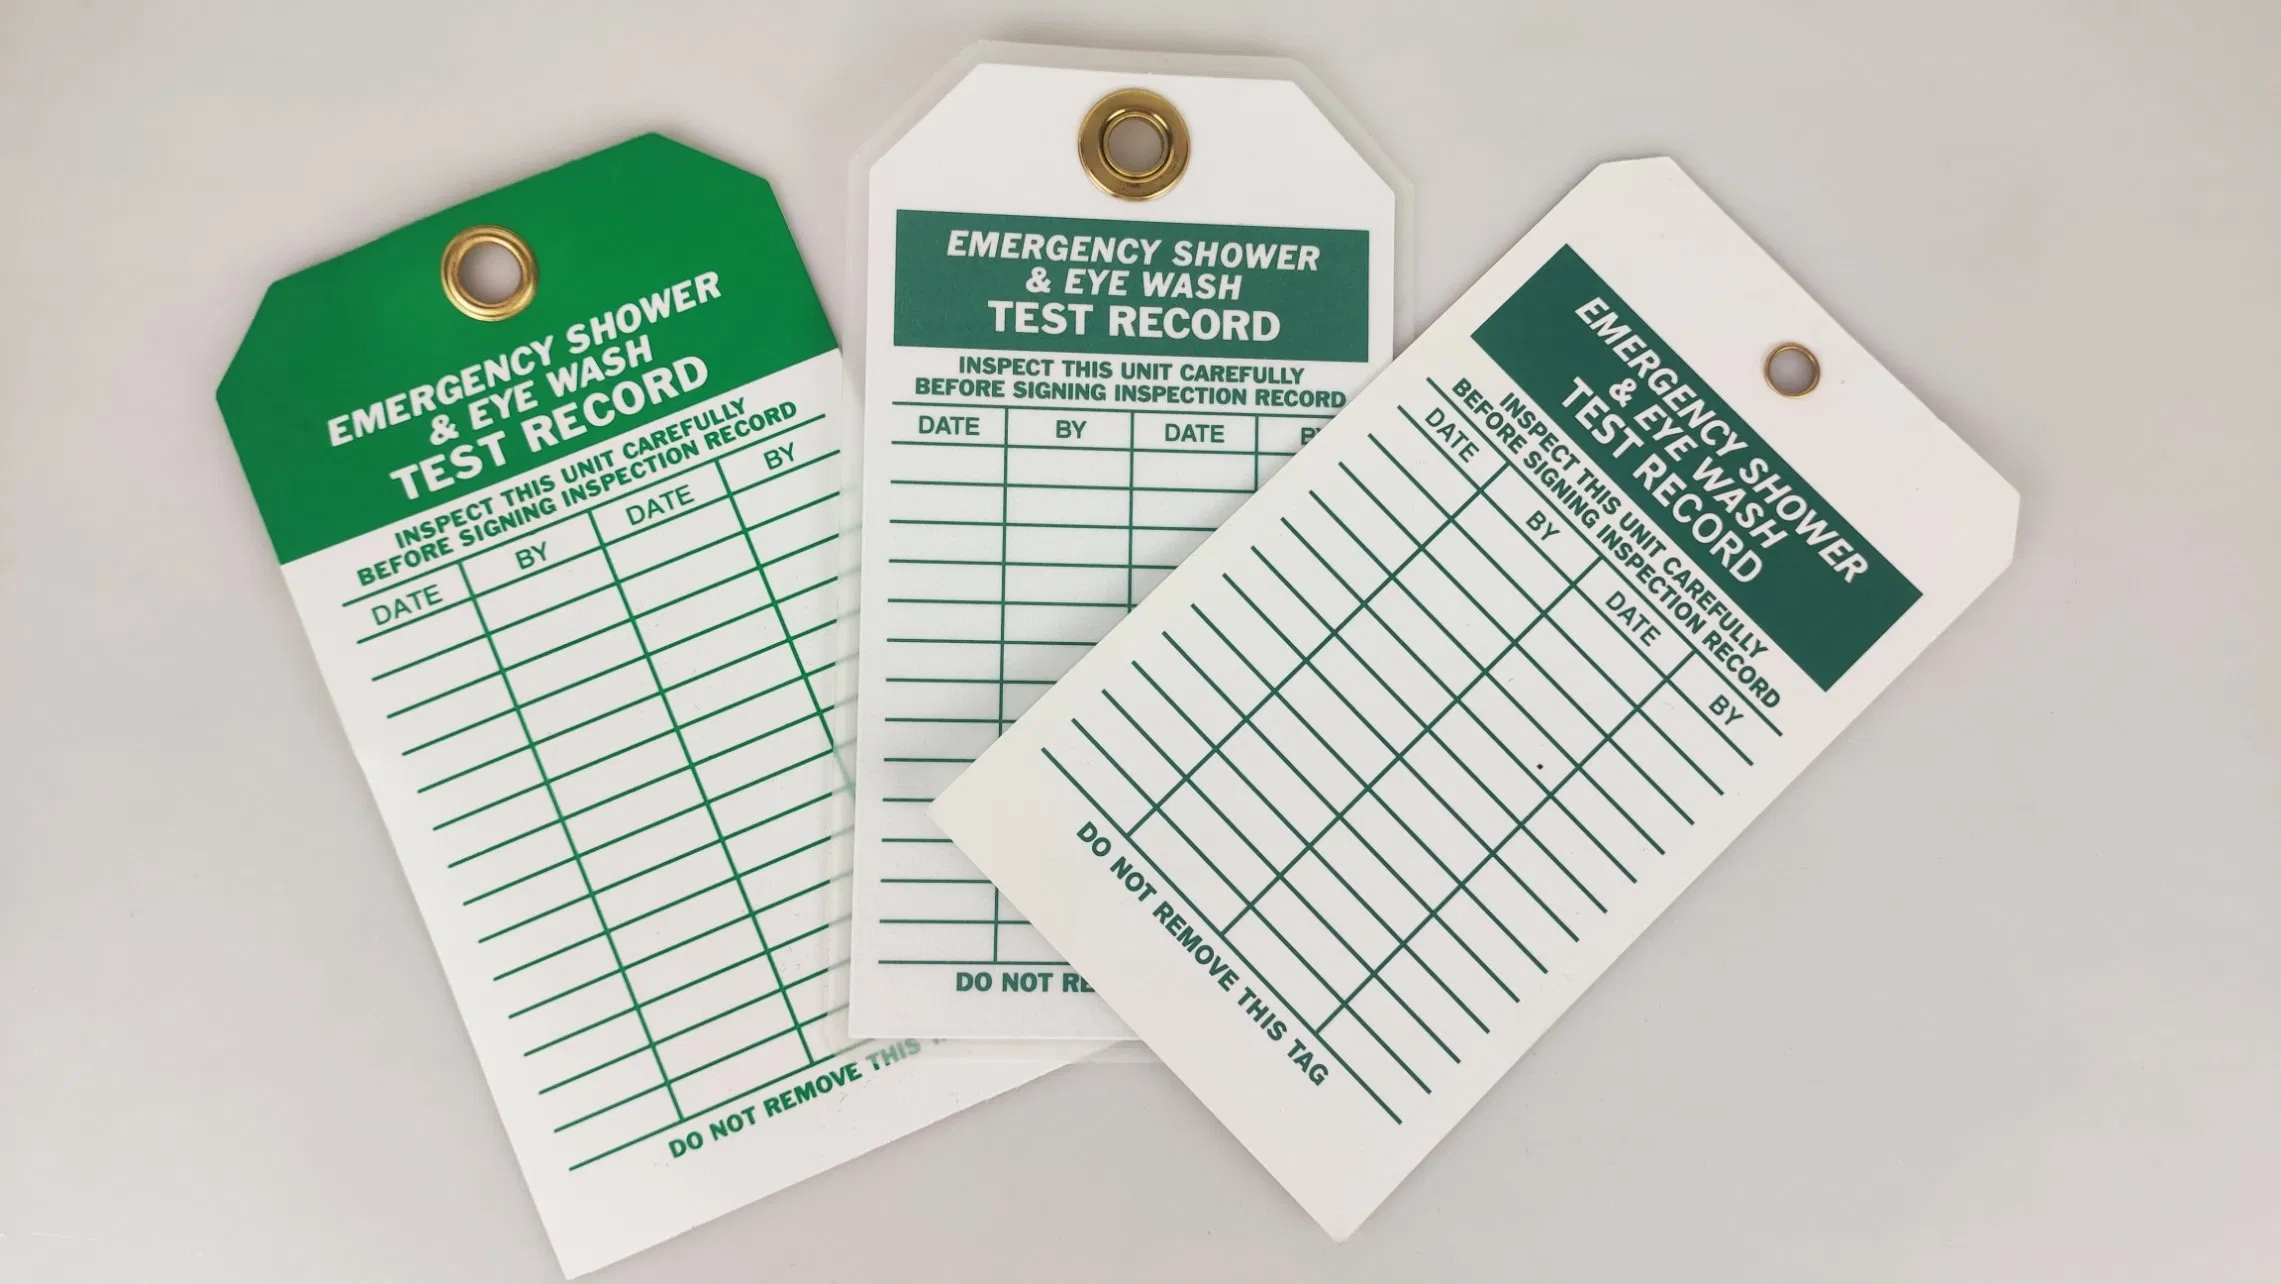 EMERGENCY SHOWER
& EYE WASH
TEST RECORD
INSPECT THIS UNIT CAREFULLY
BEFORE SIGNING INSPECTION RECORD
DATE BY DATE BY
DO NOT REMOVE THIS
EMERGENCY SHOWER
& EYE WASH
TEST RECORD
INSPECT THIS UNIT CAREFULLY
BEFORE SIGNING INSPECTION RECORD
DATE BY DATE
DO NOT
EMERGENCY SHOWER
& EYE WASH
TEST RECORD
INSPECT THIS UNIT CAREFULLY
BEFORE SIGNING INSPECTION RECORD
DATE BY DATE BY
DO NOT REMOVE THIS TAG